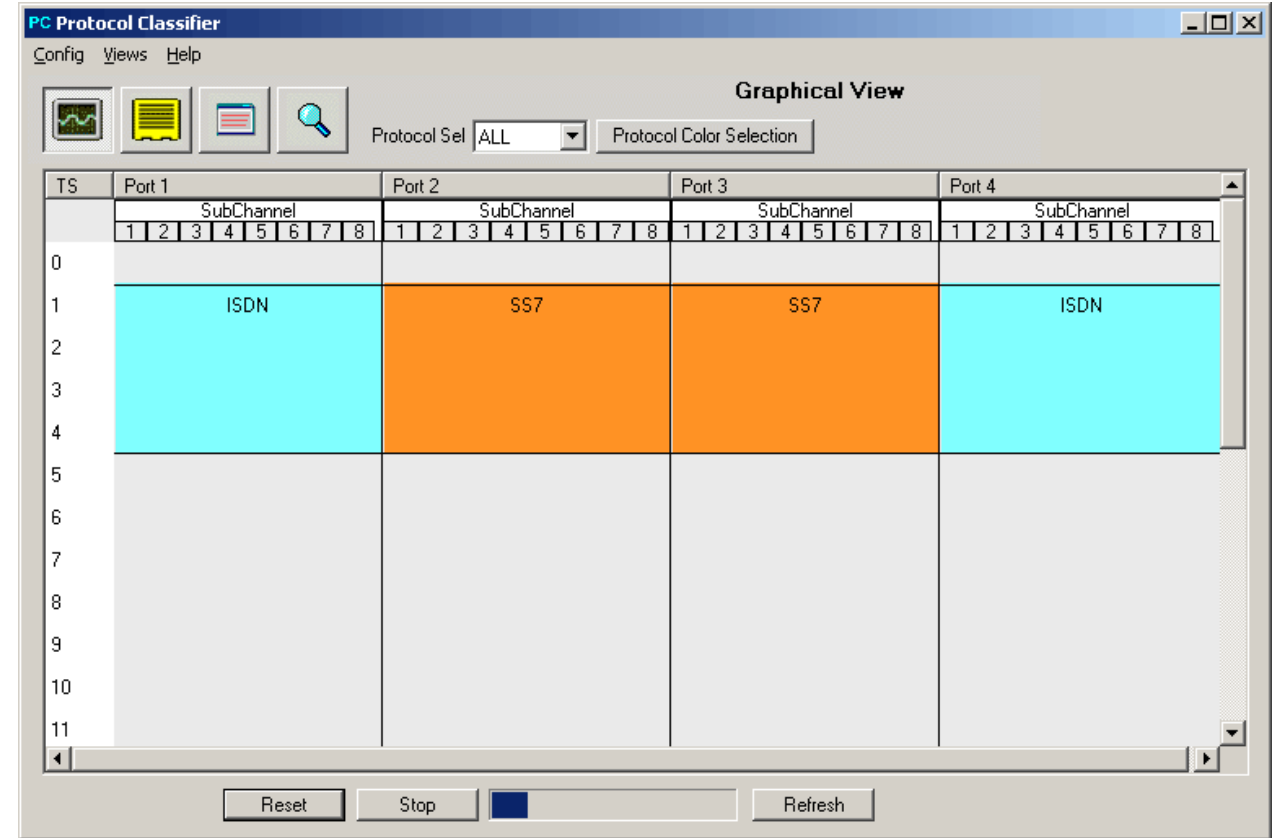 PC Protocol Classifier
Config Views Help
Graphical View
Protocol Sel ALL Protocol Color Selection
TS Port 1 Port 2 Port 3 Port 4
SubChannel SubChannel SubChannel SubChannel
1 2 3 4 5 6 7 8 1 2 3 4 5 6 7 8 1 2 3 4 5 6 7 8 1 2 3 4 5 6 7 8
0
1 ISDN SS7 SS7 ISDN
2
3
4
5
6
7
8
9
10
11
Reset Stop Refresh